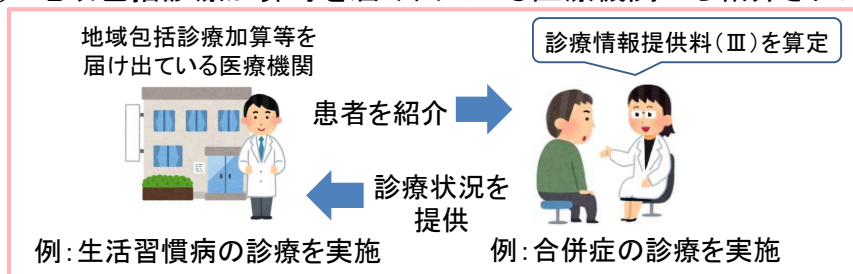 地域包括診療加算等を
届け出ている医療機関
診療情報提供料(Ⅲ)を算定
患者を紹介
診療状況を
提供
例:生活習慣病の診療を実施
例:合併症の診療を実施